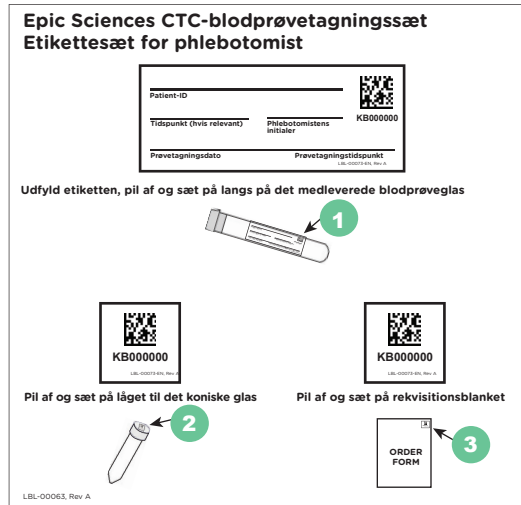 Epic Sciences CTC-blodprøvetagningssæt
Etikettesæt for phlebotomist
Patient-ID
KB000000
Tidspunkt (hvis relevant) Phlebotomistens
initialer
Prøvetagningsdato Prøvetagningstidspunkt
LBL-00073-EN, Rev A
Udfyld etiketten, pil af og sæt på langs på det medleverede blodprøveglas
1
KB000000 KB000000
LBL-00073-EN, Rev A LBL-00073-EN, Rev A
Pil af og sæt på låget til det koniske glas Pil af og sæt på rekvisitionsblanket
2
3
ORDER
FORM
LBL-00063, Rev A